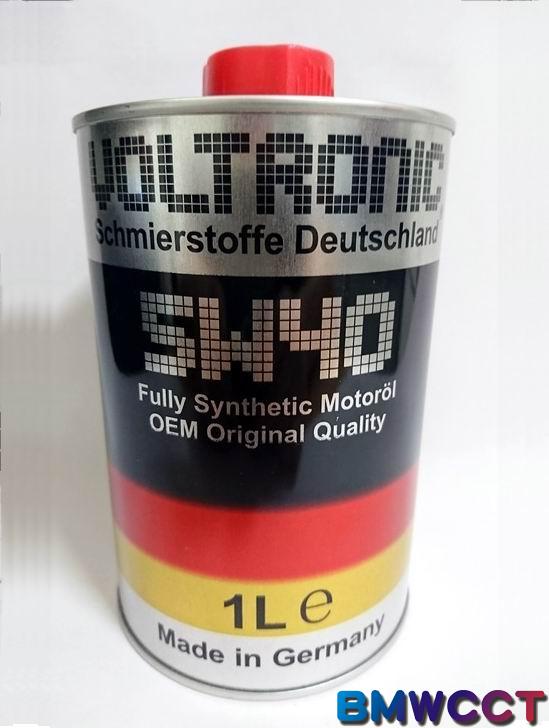 VOLTRONIC
Schmierstoffe Deutschland
5W40
Fully Synthetic Motoröl
OEM Original Quality
1L e
Made in Germany
BMWCCT